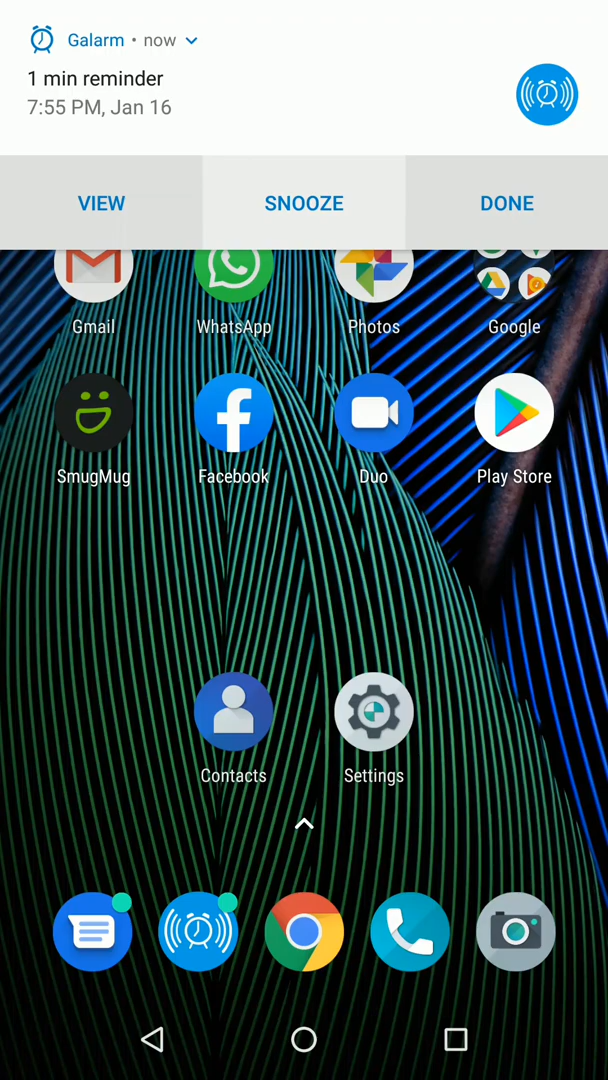 Galarm • now
1 min reminder
7:55 PM, Jan 16
VIEW SNOOZE DONE
Gmail WhatsApp Photos Google
SmugMug Facebook Duo Play Store
Contacts Settings